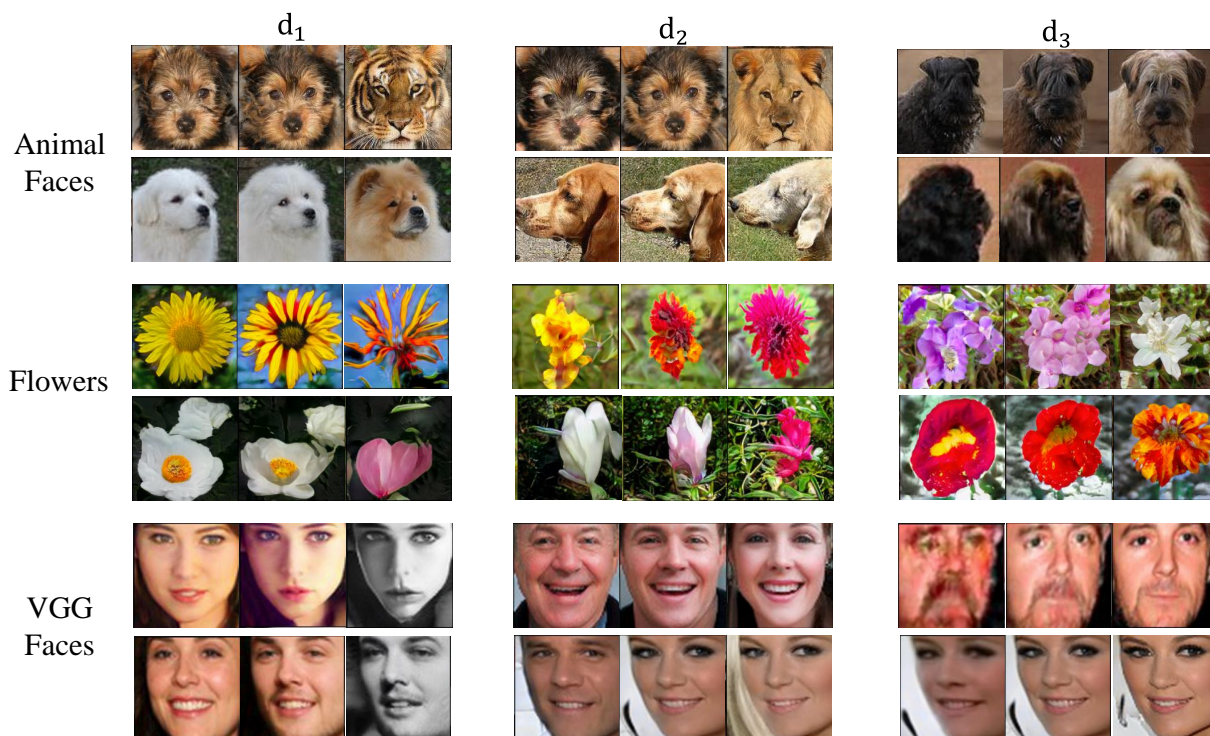 d₁
d₂
d₃
Animal
Faces
Flowers
VGG
Faces